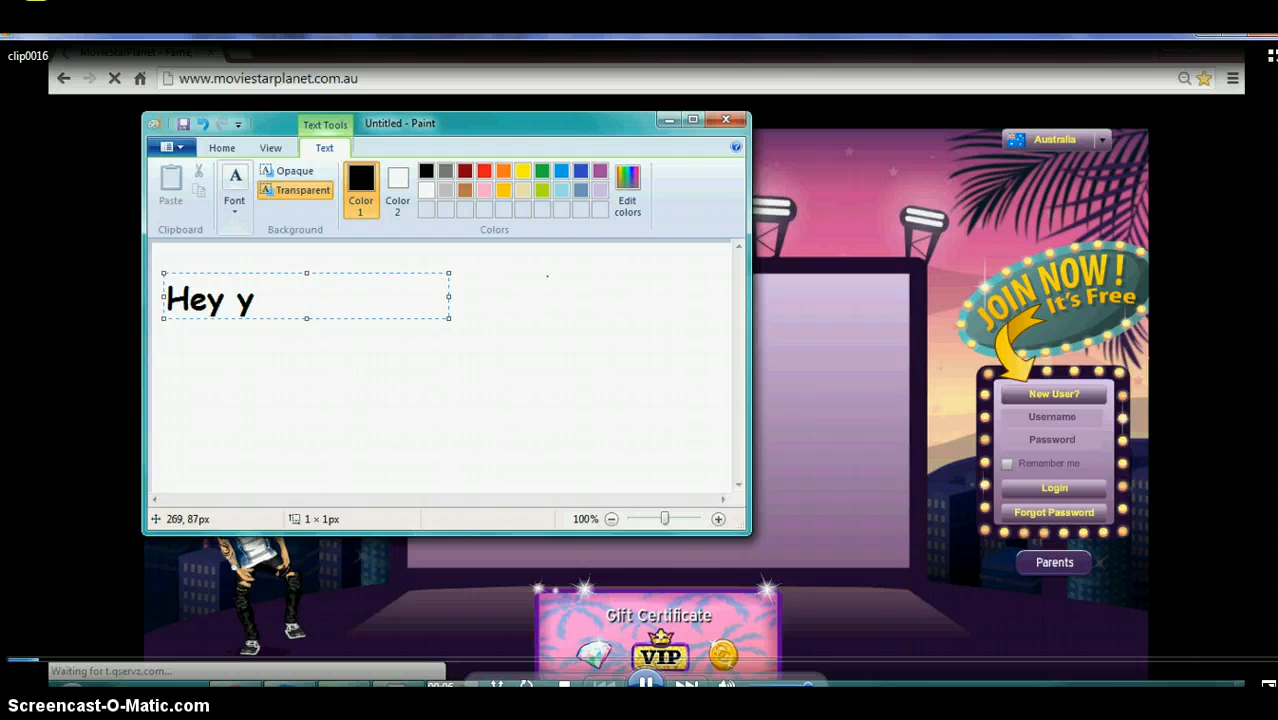 clip0016
www.moviestarplanet.com.au
Text Tools
Untitled - Paint
Home
View
Text
Paste
Font
Opaque
Transparent
Color 1
Color 2
Edit colors
Clipboard
Background
Colors
Hey y
269, 87px
1 × 1px
100%
Australia
JOIN NOW!
It's Free
New User?
Username
Password
Remember me
Login
Forgot Password
Parents
Gift Certificate
VIP
Waiting for t.qservz.com...
Screencast-O-Matic.com